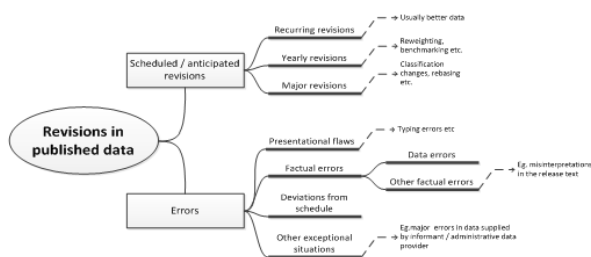 Revisions in
published data
Scheduled / anticipated
revisions
Recurring revisions
Usually better data
Yearly revisions
Reweighting,
benchmarking etc.
Major revisions
Classification
changes, rebasing
etc.
Errors
Presentational flaws
Typing errors etc
Factual errors
Data errors
Other factual errors
Eg. misinterpretations
in the release text
Deviations from
schedule
Other exceptional
situations
Eg.major errors in data supplied
by informant / administrative data
provider